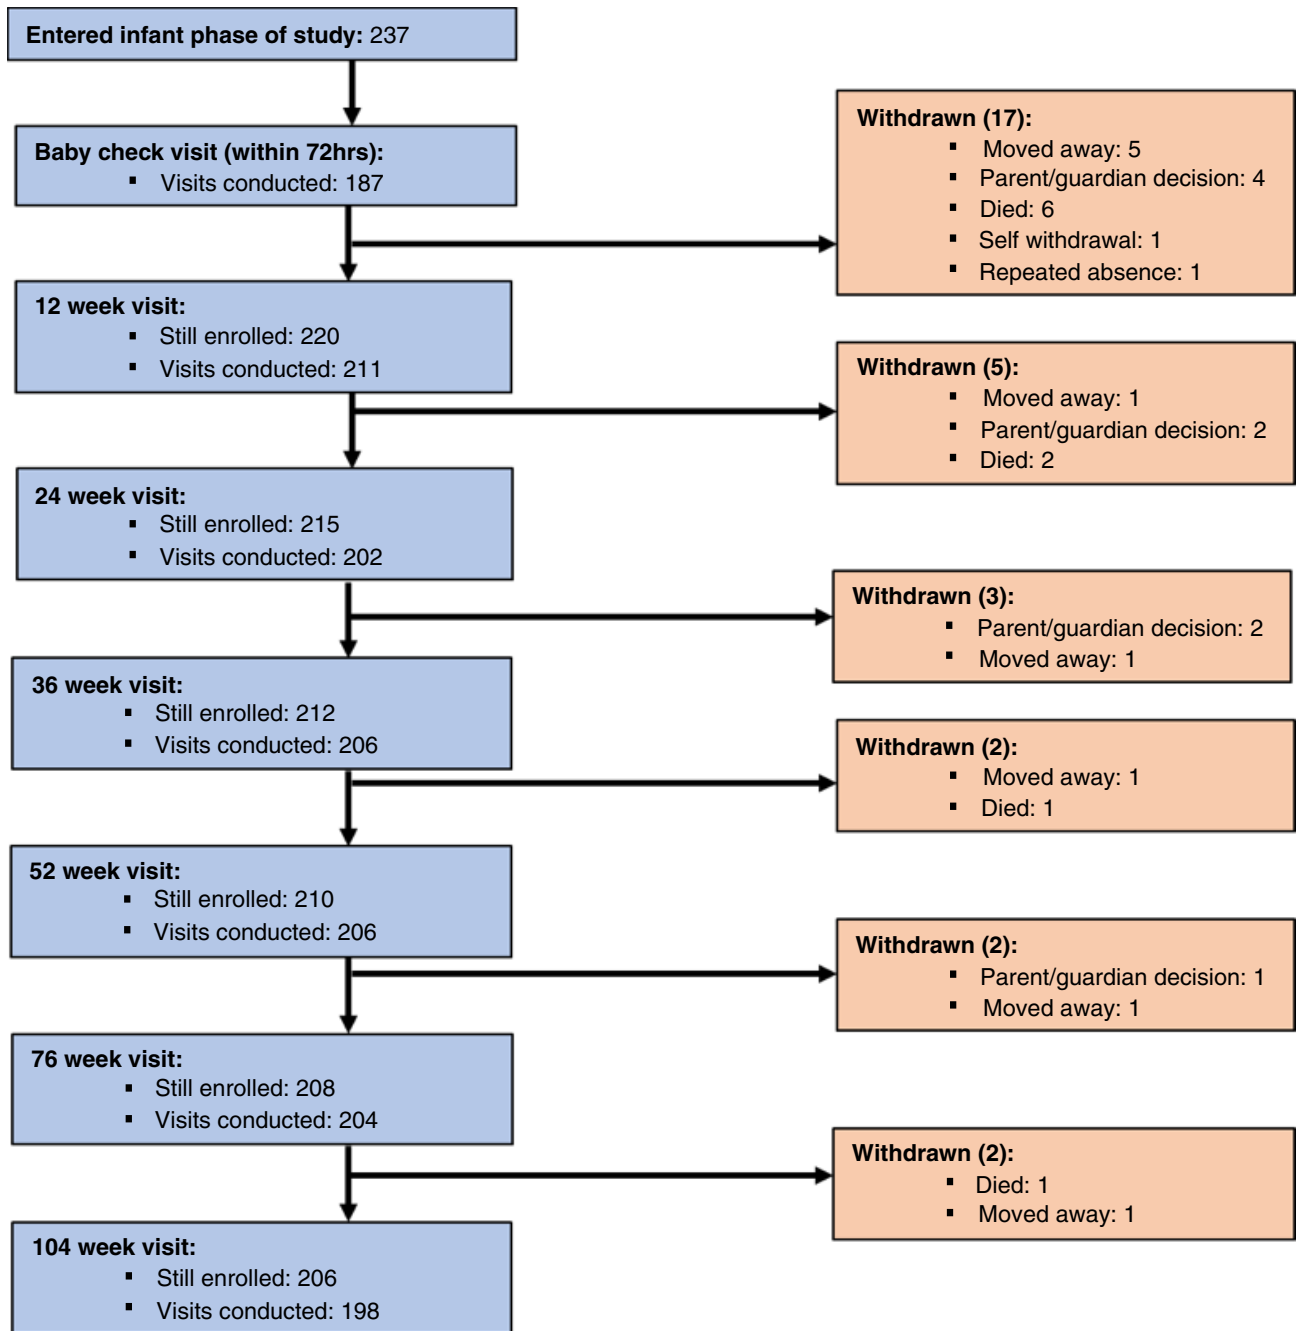 Entered infant phase of study: 237
Baby check visit (within 72hrs):
▪ Visits conducted: 187
Withdrawn (17):
▪ Moved away: 5
▪ Parent/guardian decision: 4
▪ Died: 6
▪ Self withdrawal: 1
▪ Repeated absence: 1
12 week visit:
▪ Still enrolled: 220
▪ Visits conducted: 211
Withdrawn (5):
▪ Moved away: 1
▪ Parent/guardian decision: 2
▪ Died: 2
24 week visit:
▪ Still enrolled: 215
▪ Visits conducted: 202
Withdrawn (3):
▪ Parent/guardian decision: 2
▪ Moved away: 1
36 week visit:
▪ Still enrolled: 212
▪ Visits conducted: 206
Withdrawn (2):
▪ Moved away: 1
▪ Died: 1
52 week visit:
▪ Still enrolled: 210
▪ Visits conducted: 206
Withdrawn (2):
▪ Parent/guardian decision: 1
▪ Moved away: 1
76 week visit:
▪ Still enrolled: 208
▪ Visits conducted: 204
Withdrawn (2):
▪ Died: 1
▪ Moved away: 1
104 week visit:
▪ Still enrolled: 206
▪ Visits conducted: 198